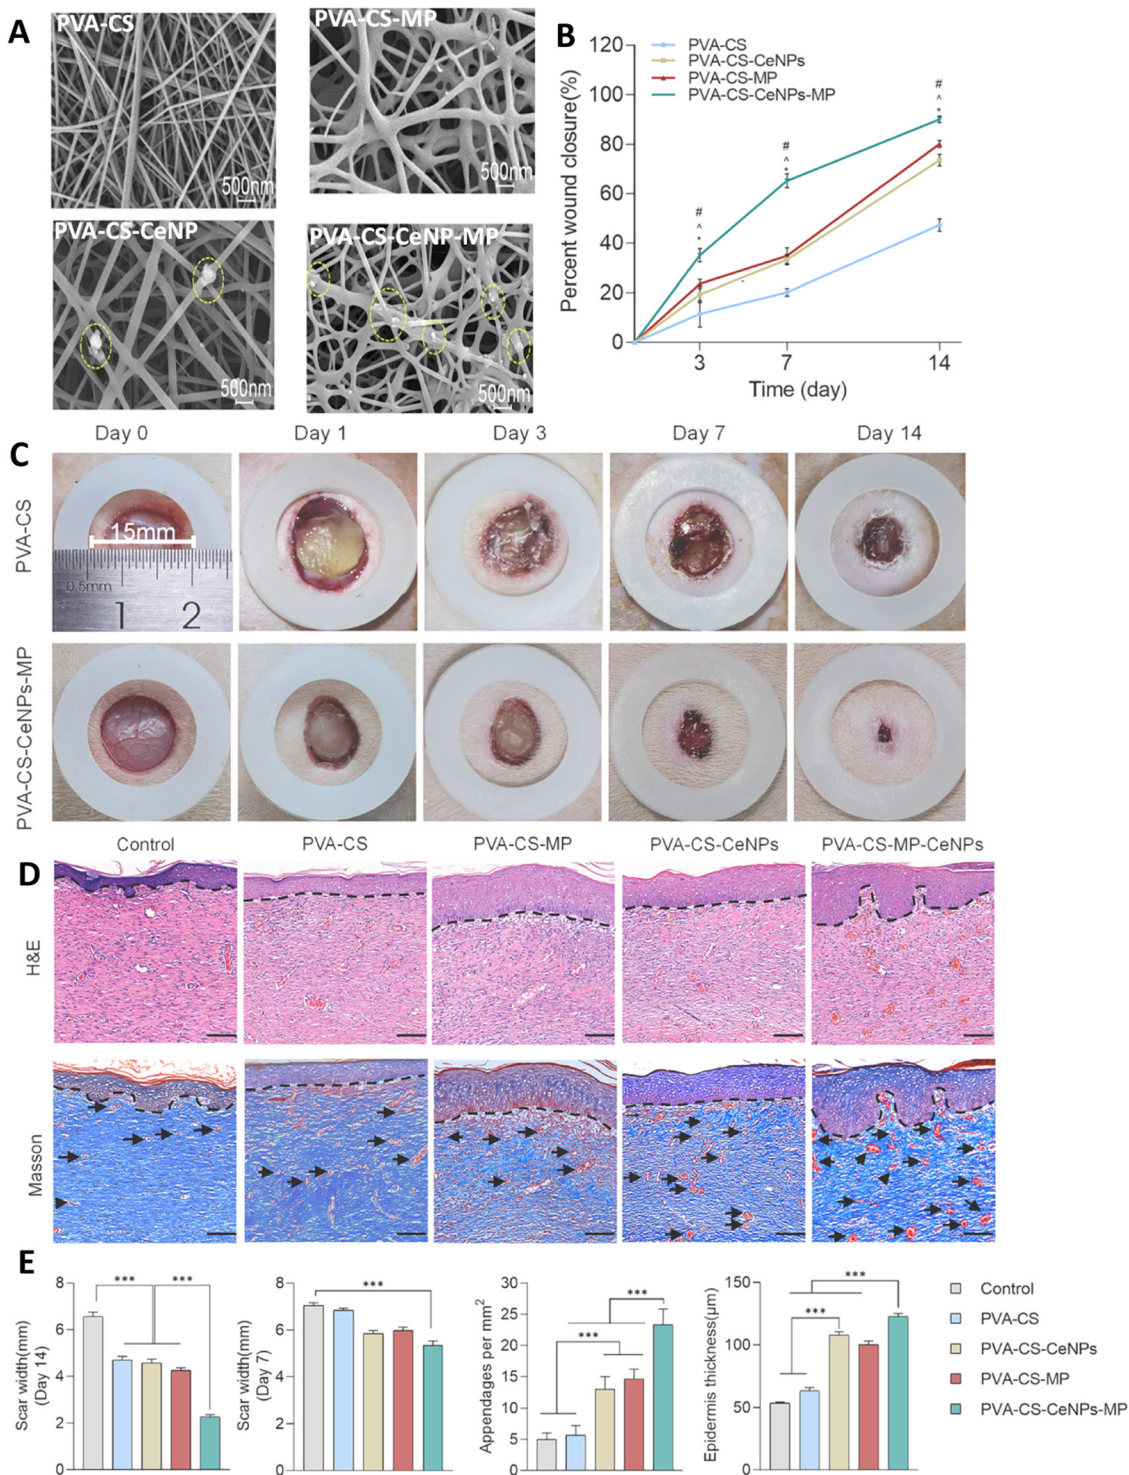 A
PVA-CS
500nm
PVA-CS-MP
500nm
PVA-CS-CeNP
500nm
PVA-CS-CeNP-MP
500nm
B
Percent wound closure(%)
120
100
80
60
40
20
0
PVA-CS
PVA-CS-CeNPs
PVA-CS-MP
PVA-CS-CeNPs-MP
#
^
*
#
^
*
#
^
*
3
7
14
Time (day)
C
Day 0
Day 1
Day 3
Day 7
Day 14
PVA-CS
15mm
0.5mm
1
2
PVA-CS-CeNPs-MP
D
Control
PVA-CS
PVA-CS-MP
PVA-CS-CeNPs
PVA-CS-MP-CeNPs
H&E
Masson
E
Scar width(mm)
(Day 14)
8
6
4
2
0
***
***
Scar width(mm)
(Day 7)
8
6
4
2
0
***
Appendages per mm²
30
25
20
15
10
5
0
***
***
Epidermis thickness(μm)
150
100
50
0
***
***
Control
PVA-CS
PVA-CS-CeNPs
PVA-CS-MP
PVA-CS-CeNPs-MP